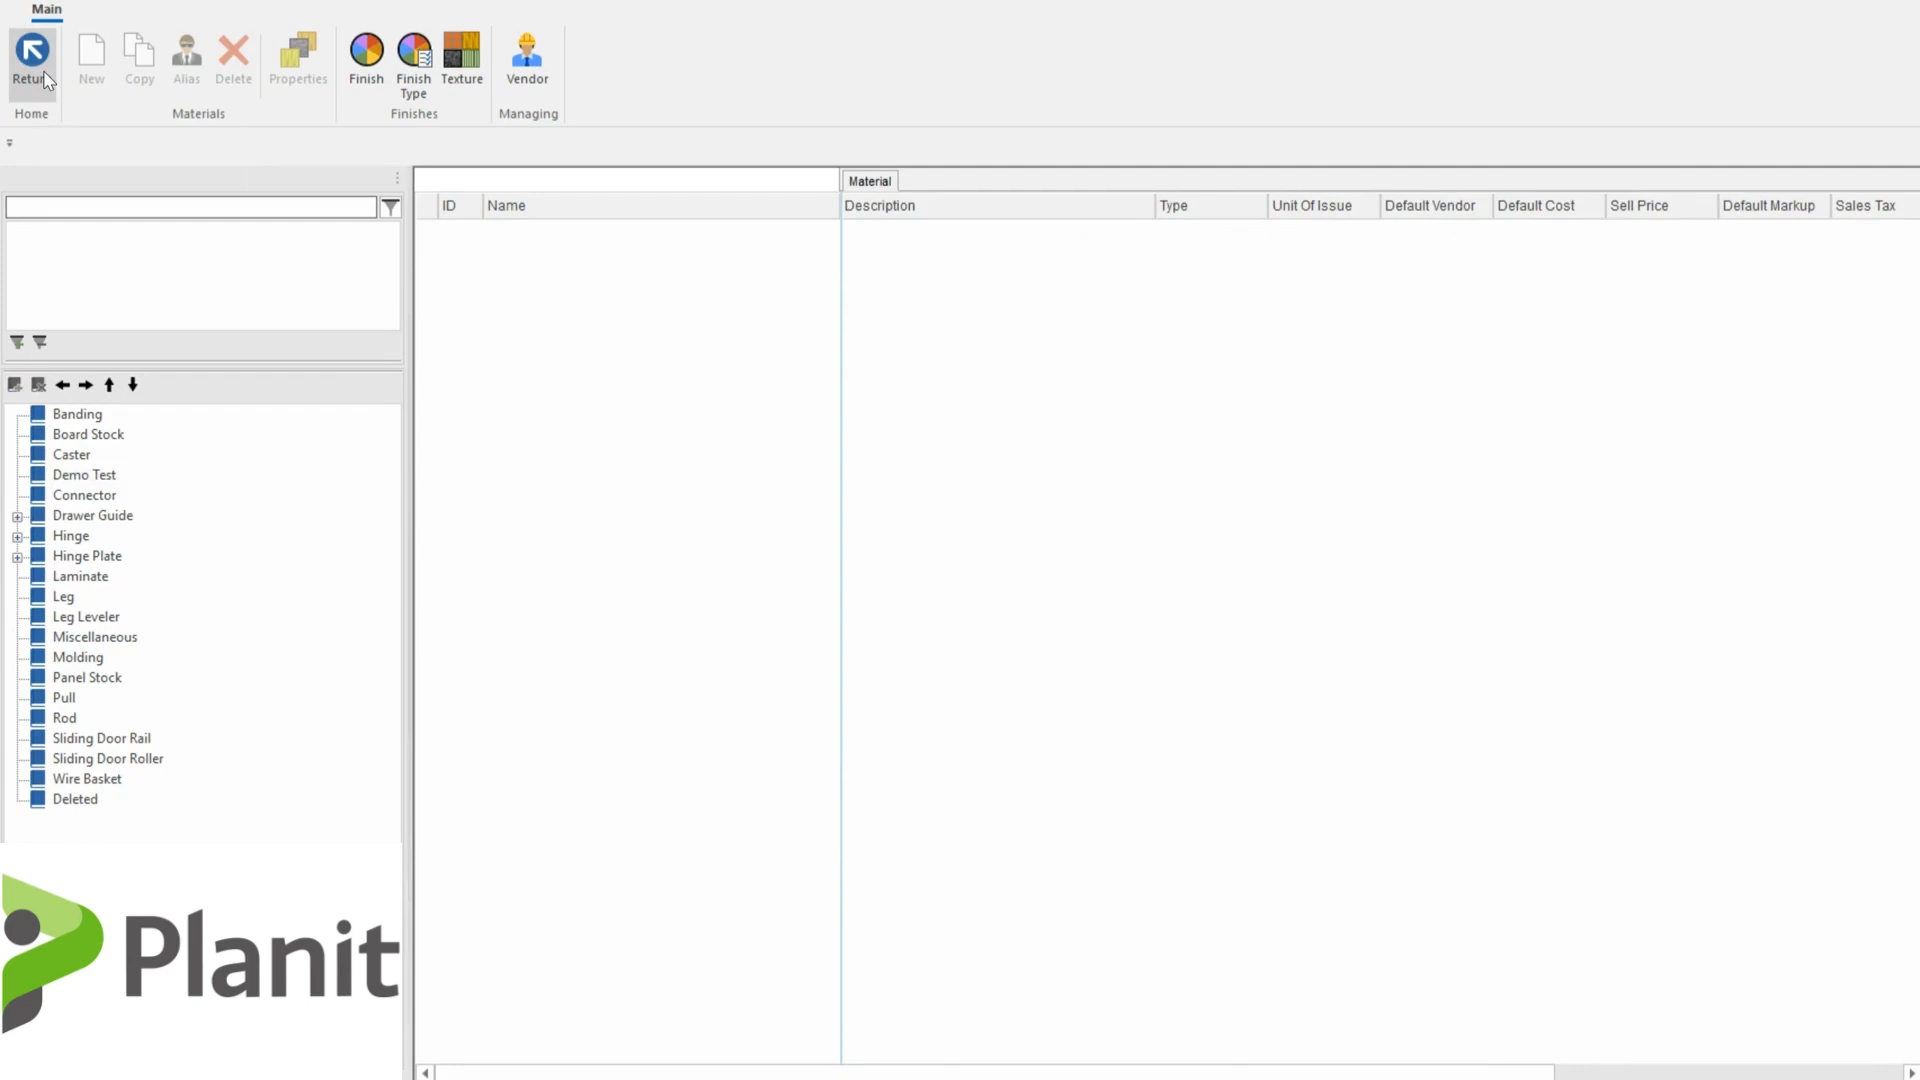 Main
Return
New
Copy
Alias
Delete
Properties
Finish
Finish
Type
Texture
Vendor
Home
Materials
Finishes
Managing
Material
ID
Name
Description
Type
Unit Of Issue
Default Vendor
Default Cost
Sell Price
Default Markup
Sales Tax
Banding
Board Stock
Caster
Demo Test
Connector
Drawer Guide
Hinge
Hinge Plate
Laminate
Leg
Leg Leveler
Miscellaneous
Molding
Panel Stock
Pull
Rod
Sliding Door Rail
Sliding Door Roller
Wire Basket
Deleted
Planit